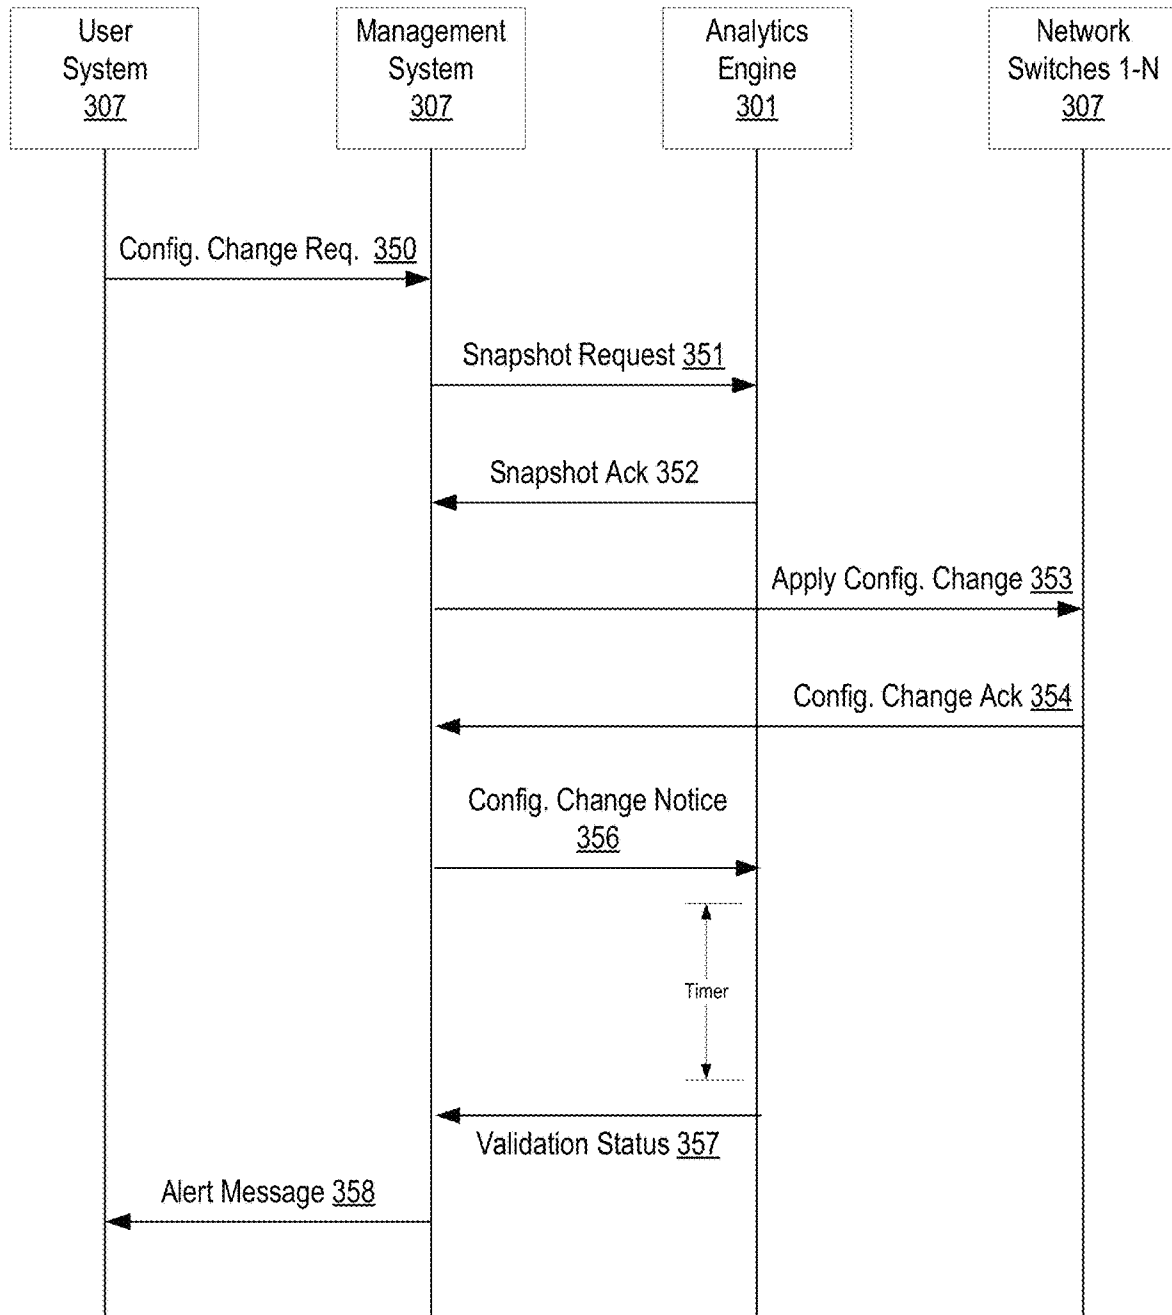 User
System
307
Management
System
307
Analytics
Engine
301
Network
Switches 1-N
307
Config. Change Req. 350
Snapshot Request 351
Snapshot Ack 352
Apply Config. Change 353
Config. Change Ack 354
Config. Change Notice
356
Timer
Validation Status 357
Alert Message 358